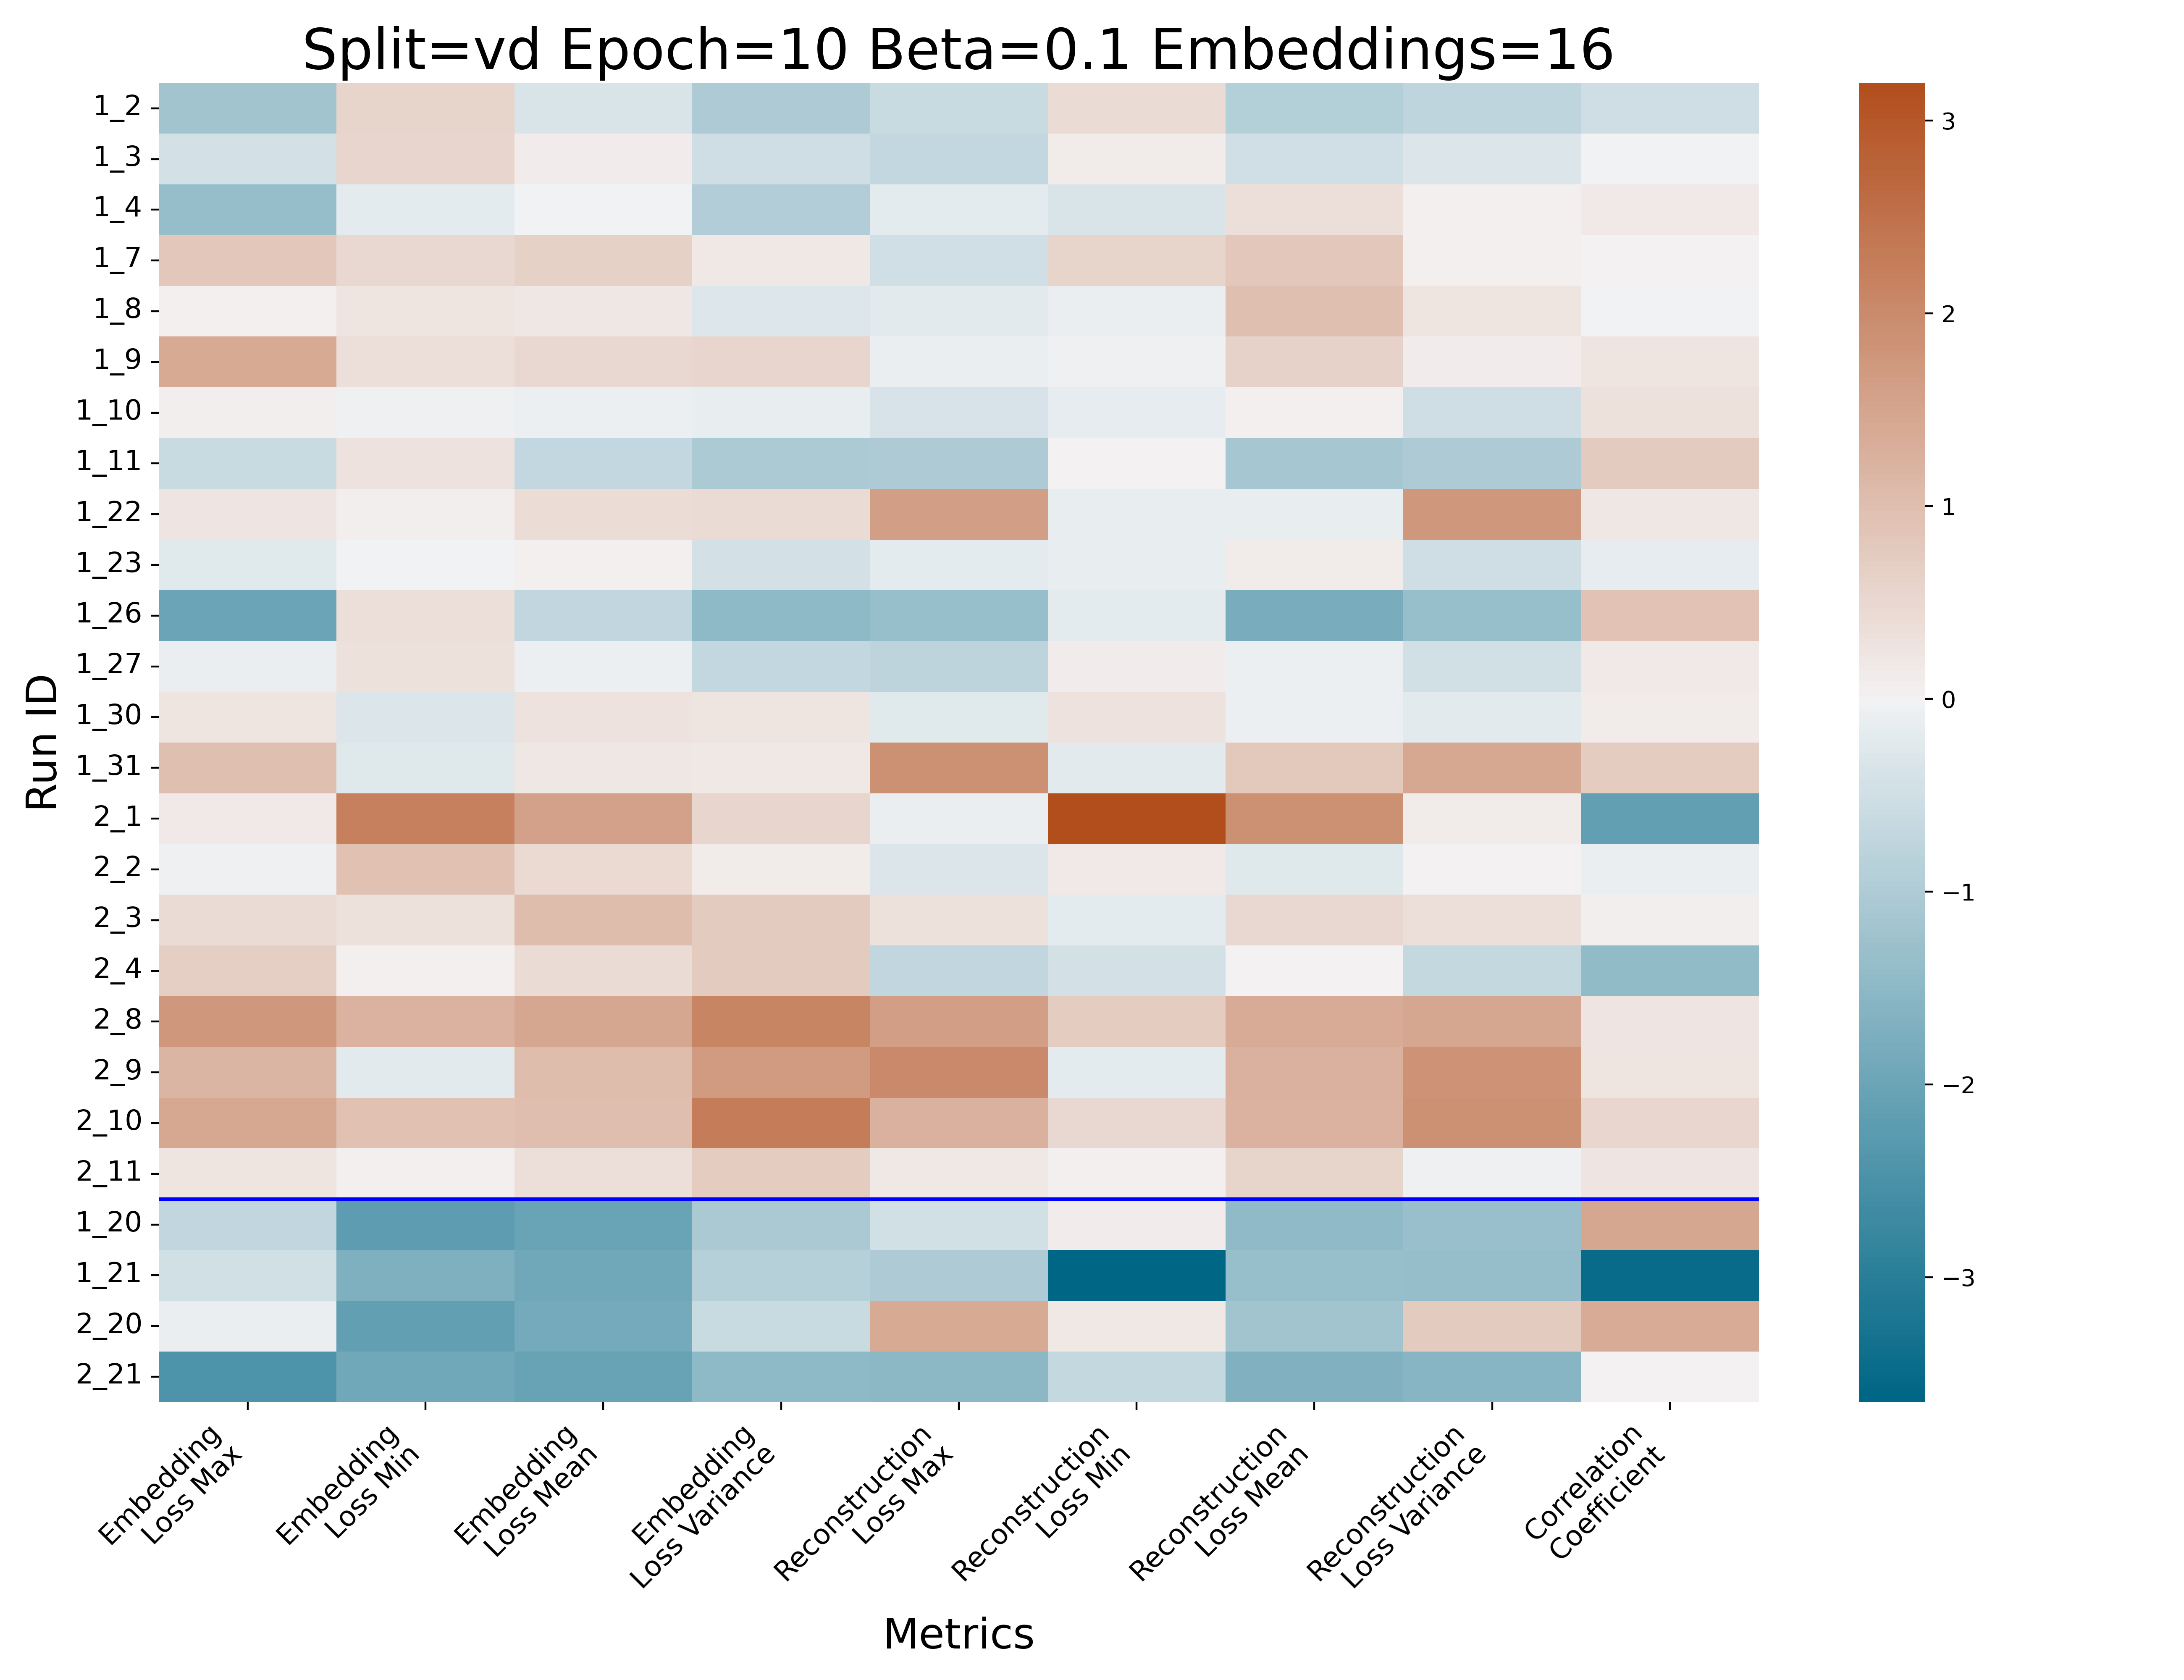 Split=vd Epoch=10 Beta=0.1 Embeddings=16
Run ID
1_2
1_3
1_4
1_7
1_8
1_9
1_10
1_11
1_22
1_23
1_26
1_27
1_30
1_31
2_1
2_2
2_3
2_4
2_8
2_9
2_10
2_11
1_20
1_21
2_20
2_21
Embedding
Loss Max
Embedding
Loss Min
Embedding
Loss Mean
Embedding
Loss Variance
Reconstruction
Loss Max
Reconstruction
Loss Min
Reconstruction
Loss Mean
Reconstruction
Loss Variance
Correlation
Coefficient
Metrics
3
2
1
0
−1
−2
−3